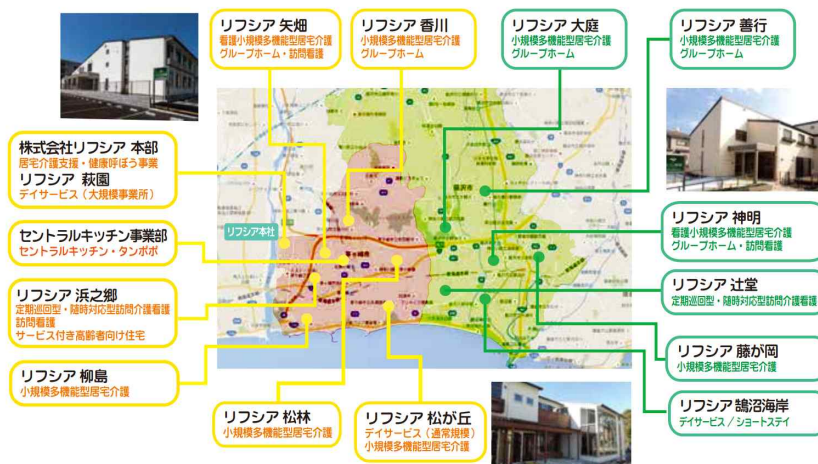 リフシア 矢畑
看護小規模多機能型居宅介護
グループホーム・訪問看護
リフシア 香川
小規模多機能型居宅介護
グループホーム
リフシア 大庭
小規模多機能型居宅介護
グループホーム
リフシア 善行
小規模多機能型居宅介護
グループホーム
株式会社リフシア 本部
居宅介護支援・健康呼ぼう事業
リフシア 萩園
デイサービス（大規模事業所）
リフシア本社
セントラルキッチン事業部
セントラルキッチン・タンポポ
リフシア 浜之郷
定期巡回型・随時対応型訪問介護看護
訪問看護
サービス付き高齢者向け住宅
リフシア 柳島
小規模多機能型居宅介護
リフシア 松林
小規模多機能型居宅介護
リフシア 松が丘
デイサービス（通常規模）
小規模多機能型居宅介護
藤沢市
茅ヶ崎市
リフシア 神明
看護小規模多機能型居宅介護
グループホーム・訪問看護
リフシア 辻堂
定期巡回型・随時対応型訪問介護看護
リフシア 藤が岡
小規模多機能型居宅介護
リフシア 鵠沼海岸
デイサービス / ショートステイ